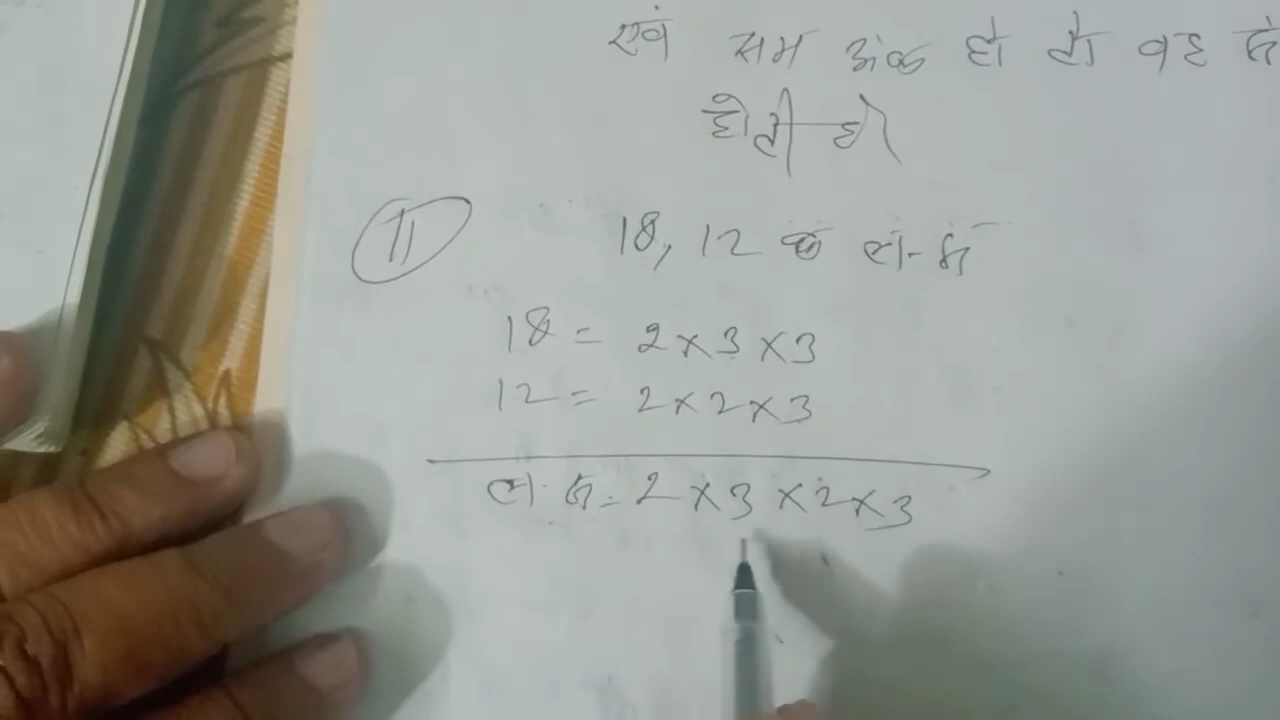 एवं सम अंक हो तो वह
होती है
11
18, 12 के ल.स.
18 = 2×3×3
12 = 2×2×3
ल.स. = 2×3×2×3